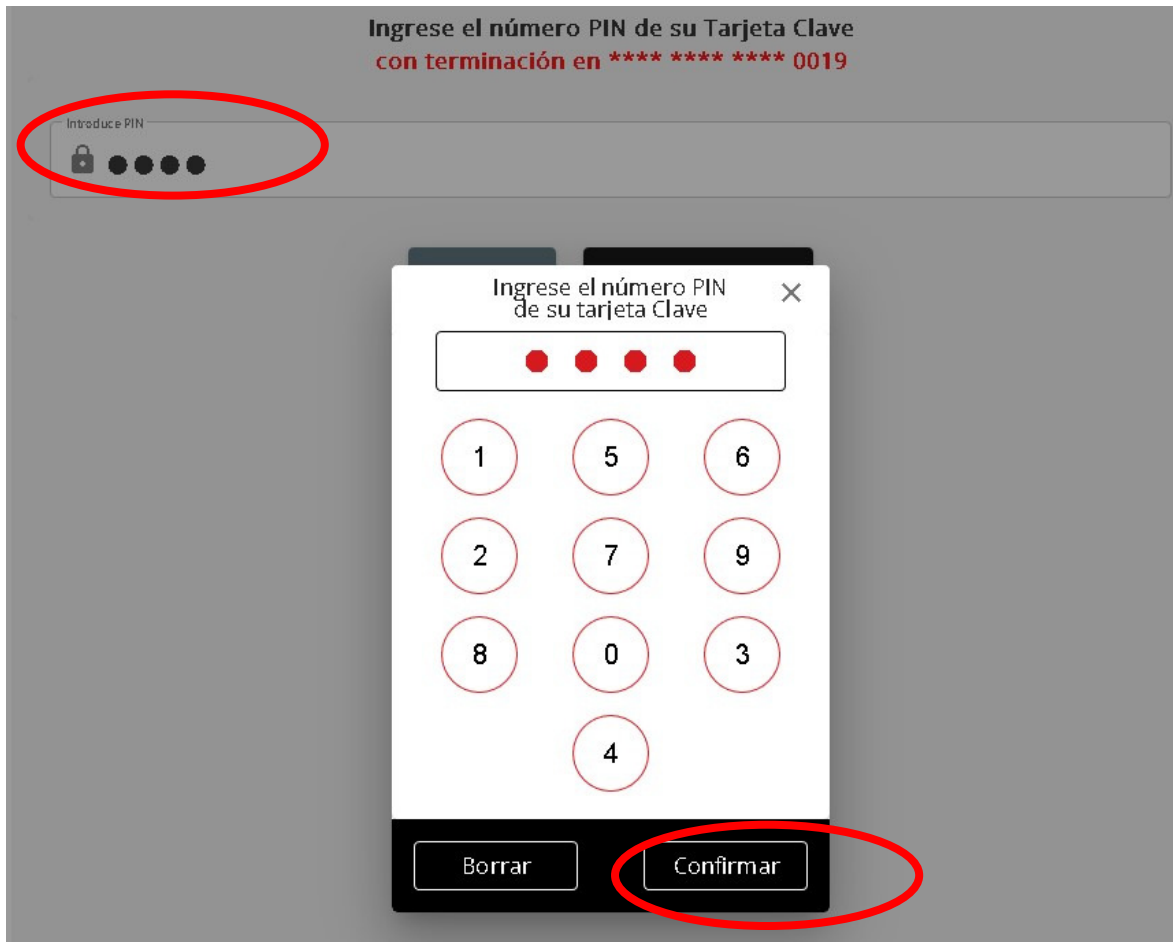 Ingrese el número PIN de su Tarjeta Clave
con terminación en **** **** **** 0019
Introduce PIN
Ingrese el número PIN
de su tarjeta Clave
1 5 6
2 7 9
8 0 3
4
Borrar Confirmar